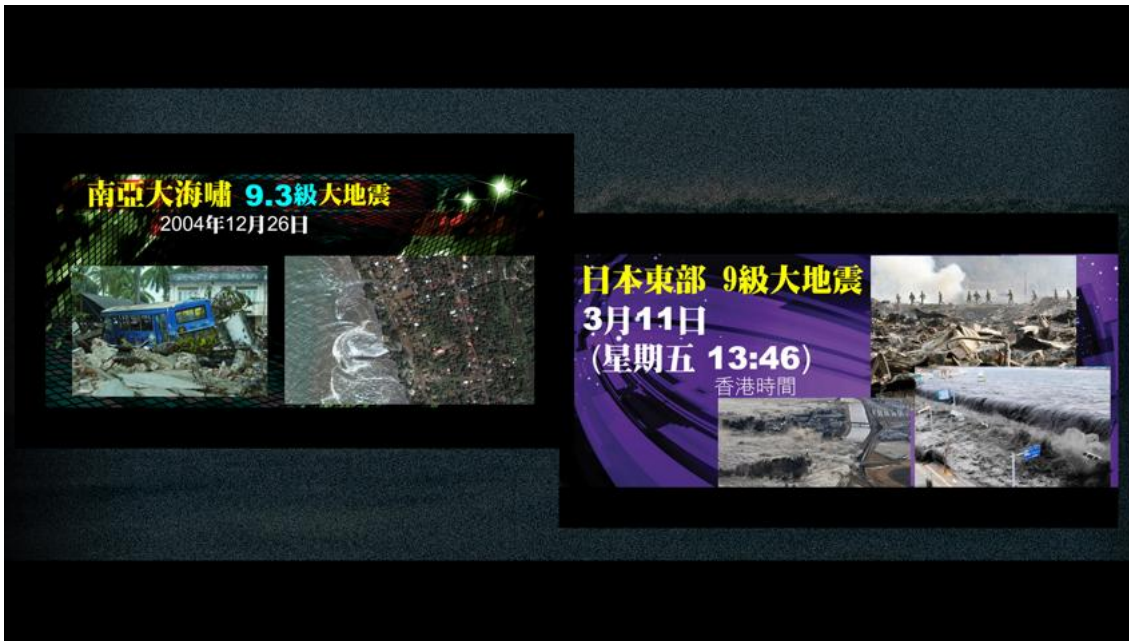 南亞大海嘯 9.3級大地震
2004年12月26日
日本東部 9級大地震
3月11日
(星期五 13:46)
香港時間